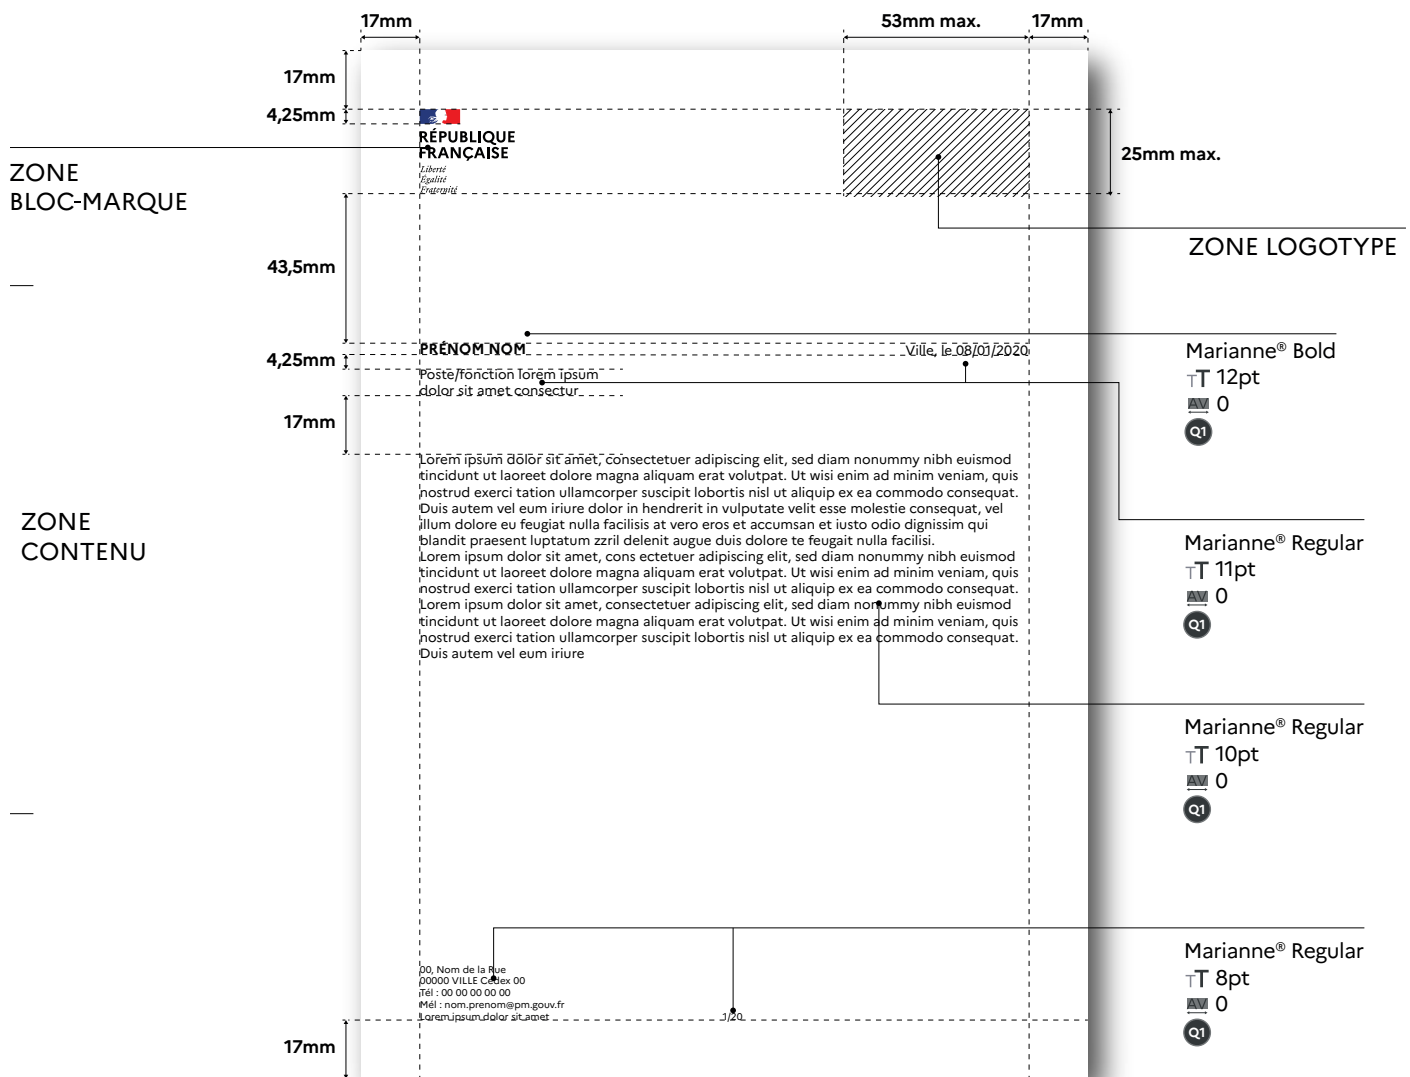 17mm
53mm max.
17mm
17mm
4,25mm
RÉPUBLIQUE
FRANÇAISE
Liberté
Égalité
Fraternité
ZONE
BLOC-MARQUE
25mm max.
ZONE LOGOTYPE
43,5mm
4,25mm
PRÉNOM NOM
Ville, le 08/01/2020
Poste/fonction lorem ipsum
dolor sit amet consectur
17mm
Marianne® Bold
TT 12pt
AV 0
Q1
Lorem ipsum dolor sit amet, consectetuer adipiscing elit, sed diam nonummy nibh euismod
tincidunt ut laoreet dolore magna aliquam erat volutpat. Ut wisi enim ad minim veniam, quis
nostrud exerci tation ullamcorper suscipit lobortis nisl ut aliquip ex ea commodo consequat.
Duis autem vel eum iriure dolor in hendrerit in vulputate velit esse molestie consequat, vel
illum dolore eu feugiat nulla facilisis at vero eros et accumsan et iusto odio dignissim qui
blandit praesent luptatum zzril delenit augue duis dolore te feugait nulla facilisi.
Lorem ipsum dolor sit amet, cons ectetuer adipiscing elit, sed diam nonummy nibh euismod
tincidunt ut laoreet dolore magna aliquam erat volutpat. Ut wisi enim ad minim veniam, quis
nostrud exerci tation ullamcorper suscipit lobortis nisl ut aliquip ex ea commodo consequat.
Lorem ipsum dolor sit amet, consectetuer adipiscing elit, sed diam nonummy nibh euismod
tincidunt ut laoreet dolore magna aliquam erat volutpat. Ut wisi enim ad minim veniam, quis
nostrud exerci tation ullamcorper suscipit lobortis nisl ut aliquip ex ea commodo consequat.
Duis autem vel eum iriure
ZONE
CONTENU
Marianne® Regular
TT 11pt
AV 0
Q1
Marianne® Regular
TT 10pt
AV 0
Q1
00, Nom de la Rue
00000 VILLE Cedex 00
Tél : 00 00 00 00 00
Mél : nom.prenom@pm.gouv.fr
Lorem ipsum dolor sit amet
1/20
Marianne® Regular
TT 8pt
AV 0
Q1
17mm